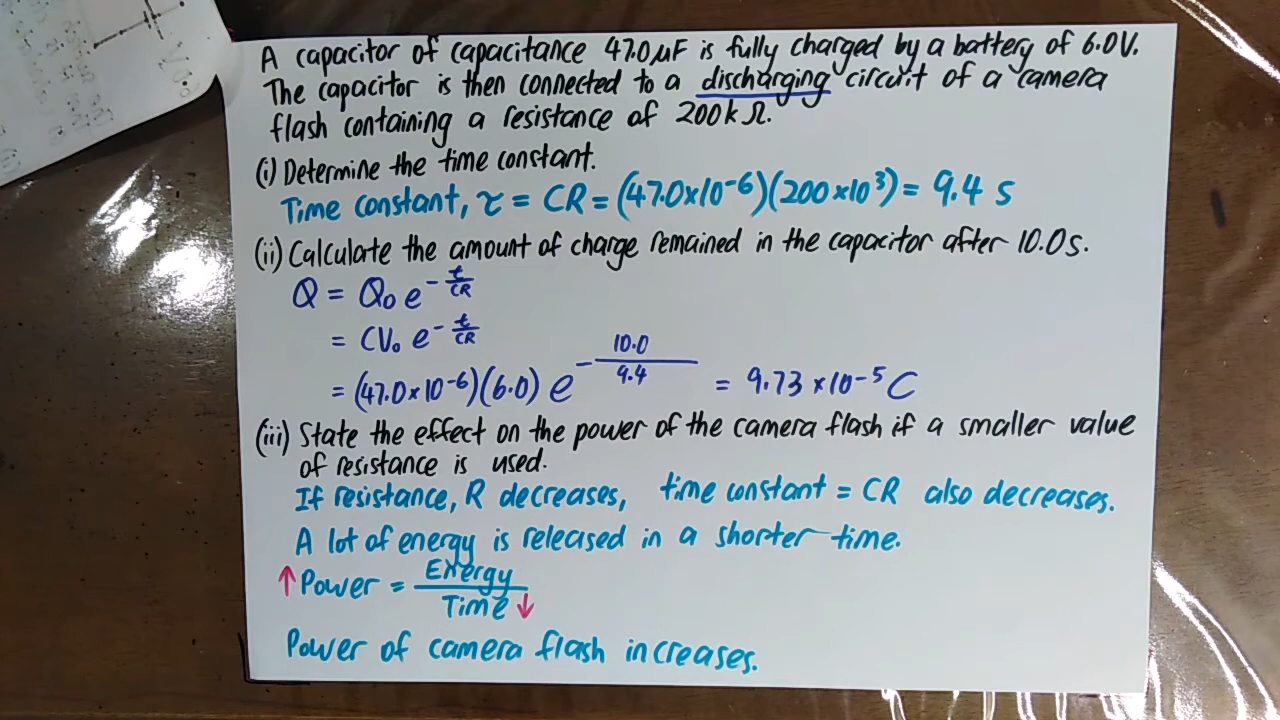 A capacitor of capacitance 47.0μF is fully charged by a battery of 6.0V.
The capacitor is then connected to a discharging circuit of a camera
flash containing a resistance of 200kΩ.
(i) Determine the time constant.
Time constant, τ = CR = (47.0×10^-6)(200×10^3) = 9.4 s
(ii) Calculate the amount of charge remained in the capacitor after 10.0s.
Q = Q₀ e^-t/CR
= CV₀ e^-t/CR
= (47.0×10^-6)(6.0) e^-10.0/9.4 = 9.73 ×10^-5 C
(iii) State the effect on the power of the camera flash if a smaller value
of resistance is used.
If resistance, R decreases, time constant = CR also decreases.
A lot of energy is released in a shorter time.
↑ Power = Energy/Time ↓
Power of camera flash increases.